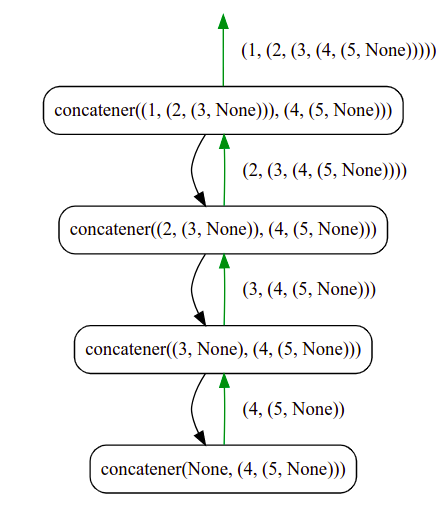 (1, (2, (3, (4, (5, None)))))
concatener((1, (2, (3, None))), (4, (5, None)))
(2, (3, (4, (5, None))))
concatener((2, (3, None)), (4, (5, None)))
(3, (4, (5, None)))
concatener((3, None), (4, (5, None)))
(4, (5, None))
concatener(None, (4, (5, None)))